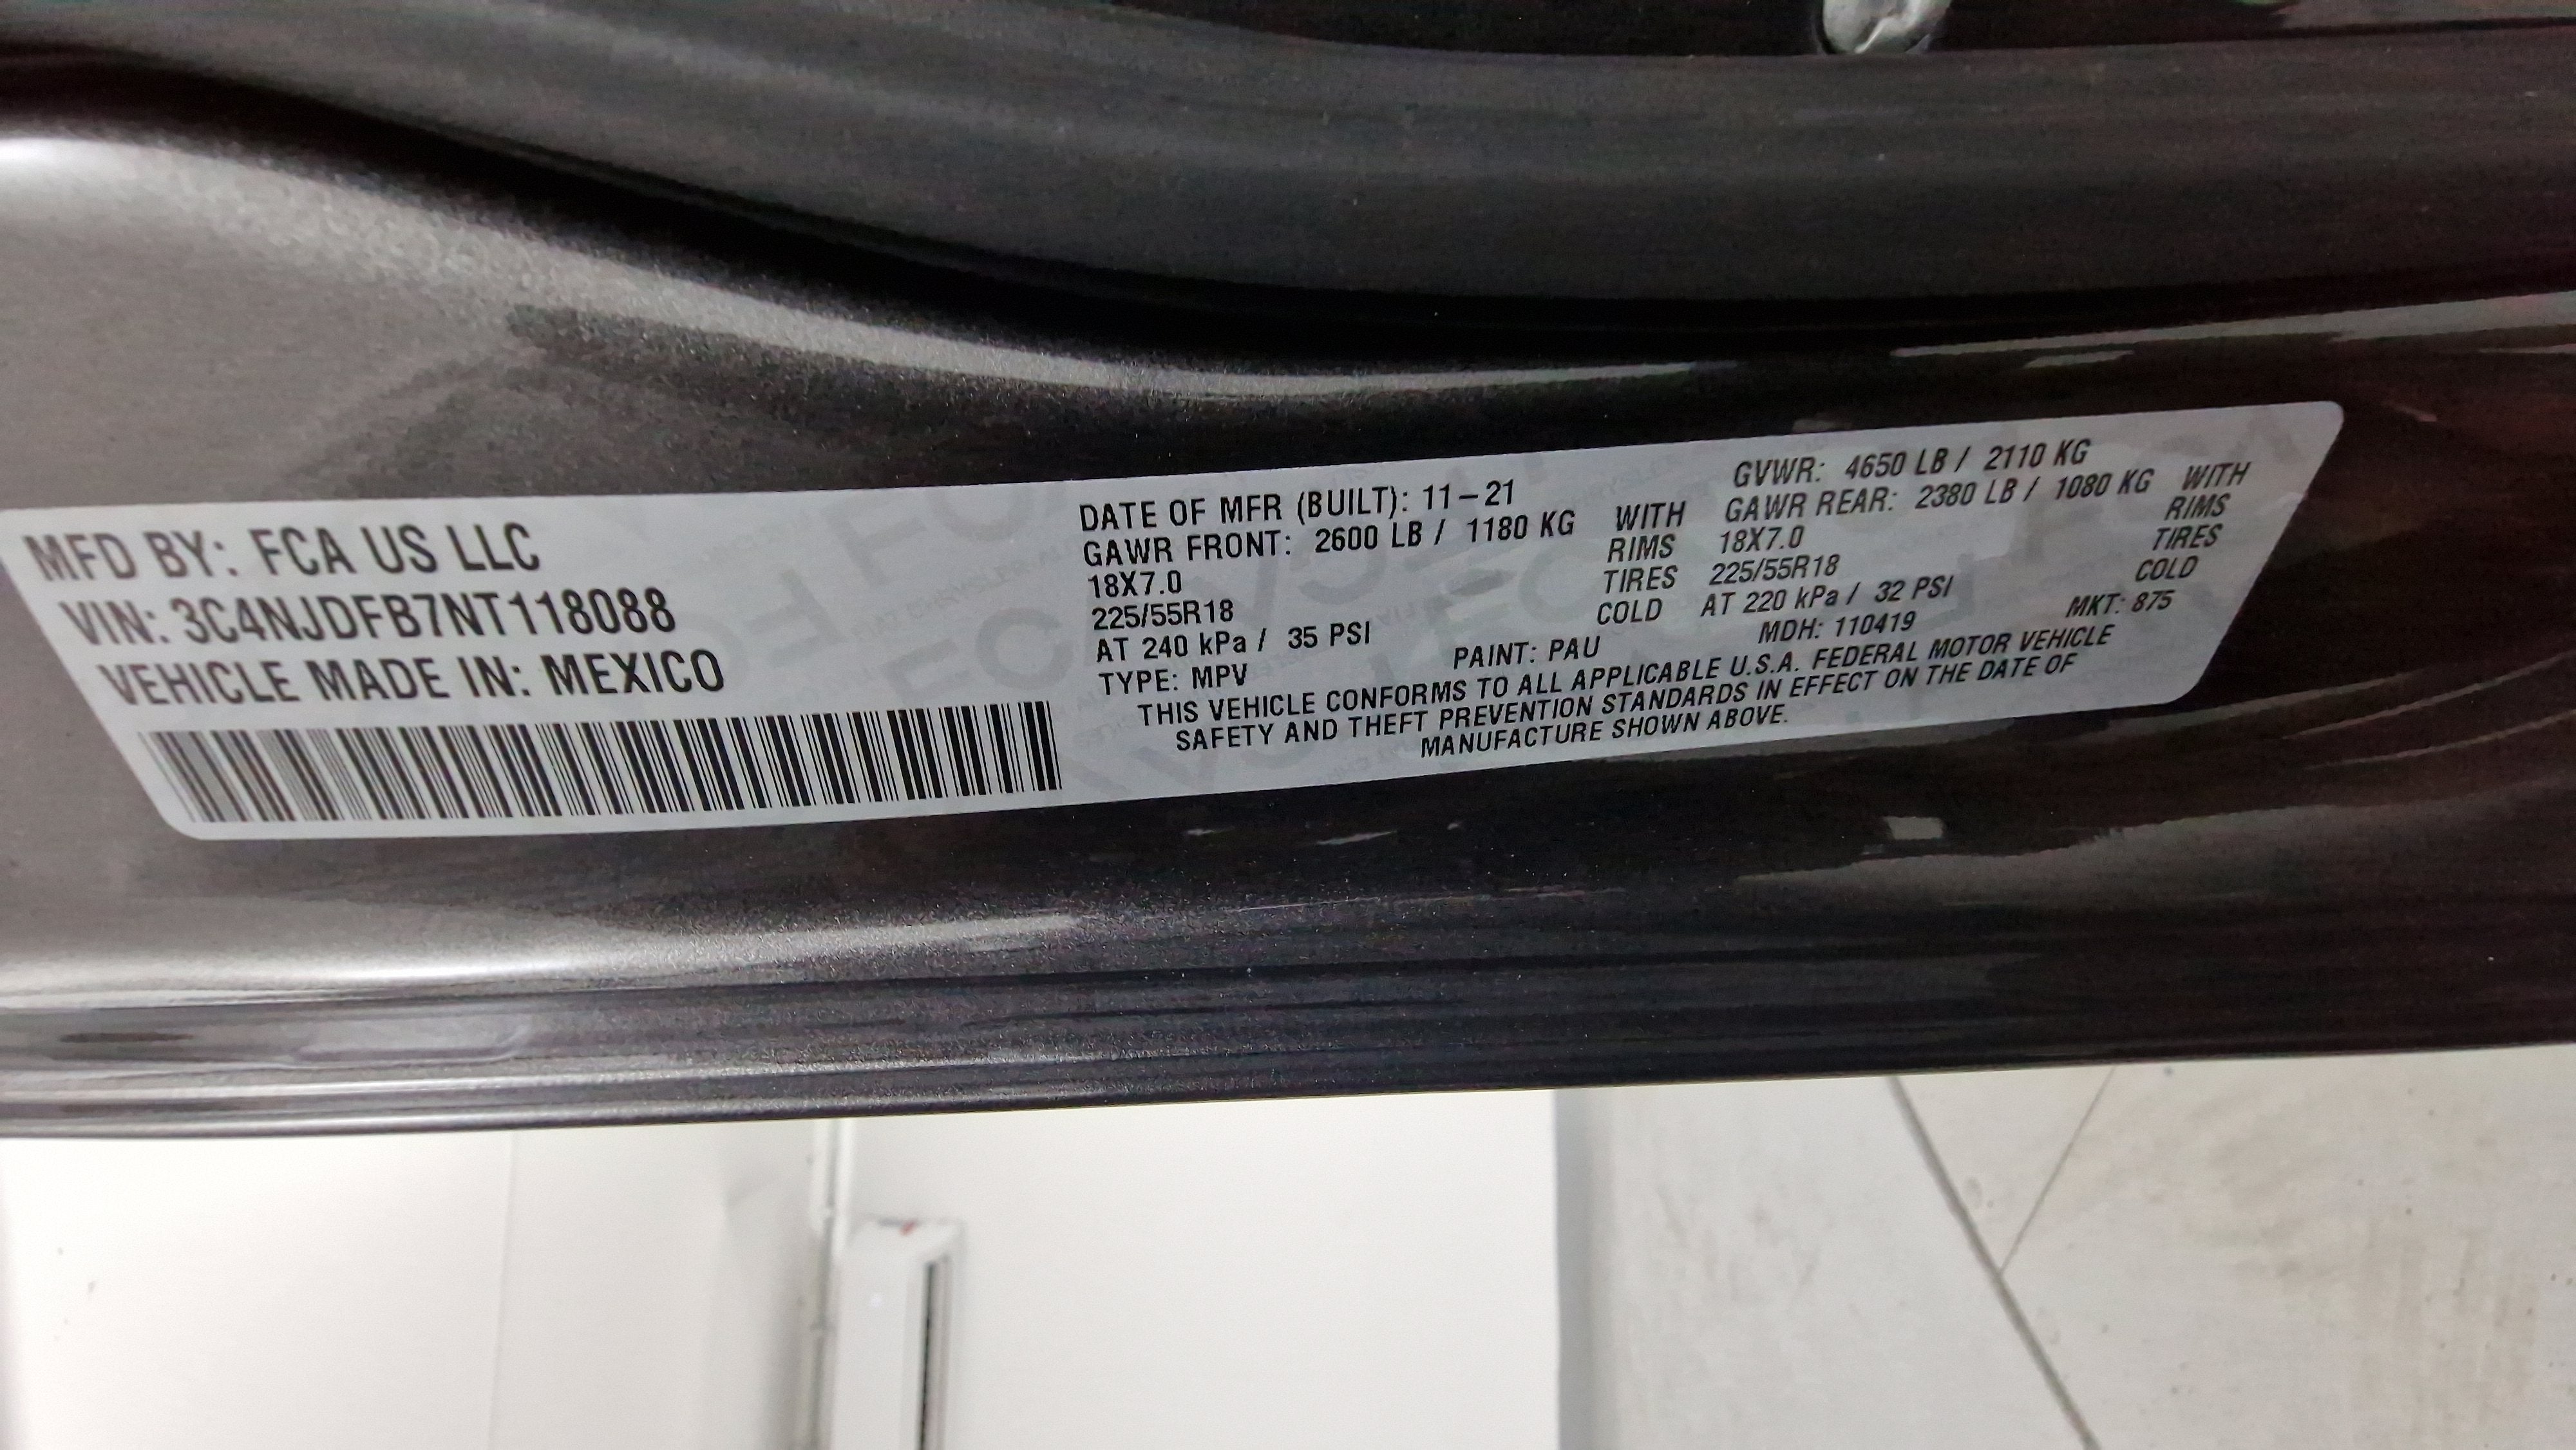 MFD BY: FCA US LLC
VIN: 3C4NJDFB7NT118088
VEHICLE MADE IN: MEXICO
DATE OF MFR (BUILT): 11-21 GVWR: 4650 LB / 2110 KG
GAWR FRONT: 2600 LB / 1180 KG WITH GAWR REAR: 2380 LB / 1080 KG WITH
18X7.0 RIMS 18X7.0 RIMS
225/55R18 TIRES 225/55R18 TIRES
AT 240 kPa / 35 PSI COLD AT 220 kPa / 32 PSI COLD
TYPE: MPV PAINT: PAU MDH: 110419 MKT: 875
THIS VEHICLE CONFORMS TO ALL APPLICABLE U.S.A. FEDERAL MOTOR VEHICLE
SAFETY AND THEFT PREVENTION STANDARDS IN EFFECT ON THE DATE OF
MANUFACTURE SHOWN ABOVE.